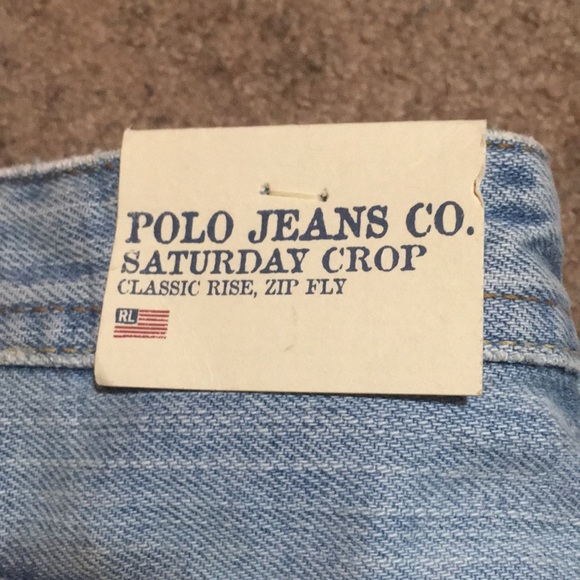 POLO JEANS CO.
SATURDAY CROP
CLASSIC RISE, ZIP FLY
RL